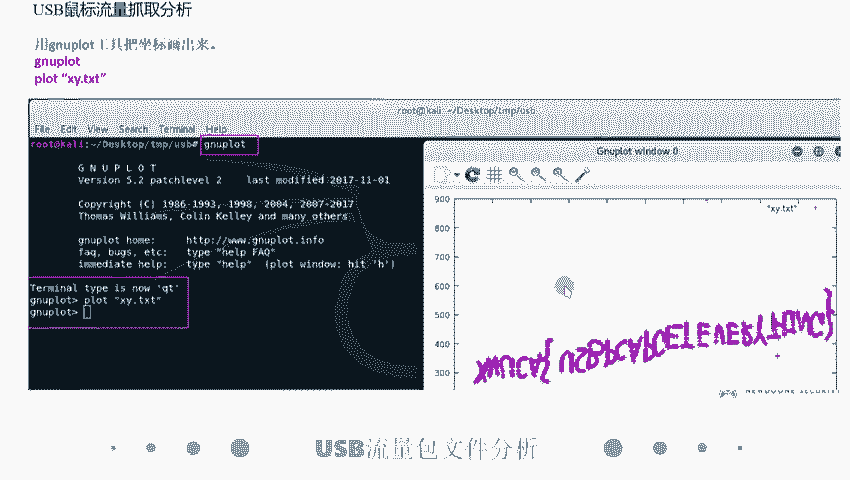 USB鼠标流量抓取分析
用gnuplot 工具把坐标画出来。
gnuplot
plot “xy.txt”
root@kali: ~/Desktop/tmp/usb
File Edit View Search Terminal Help
root@kali:~/Desktop/tmp/usb# gnuplot
G N U P L O T
Version 5.2 patchlevel 2 last modified 2017-11-01
Copyright (C) 1986-1993, 1998, 2004, 2007-2017
Thomas Williams, Colin Kelley and many others
gnuplot home: http://www.gnuplot.info
faq, bugs, etc: type "help FAQ"
immediate help: type "help" (plot window: hit 'h')
Terminal type is now 'qt'
gnuplot> plot "xy.txt"
gnuplot>
Gnuplot window 0
"xy.txt" +
900
800
700
600
500
400
300
USB流量包文件分析